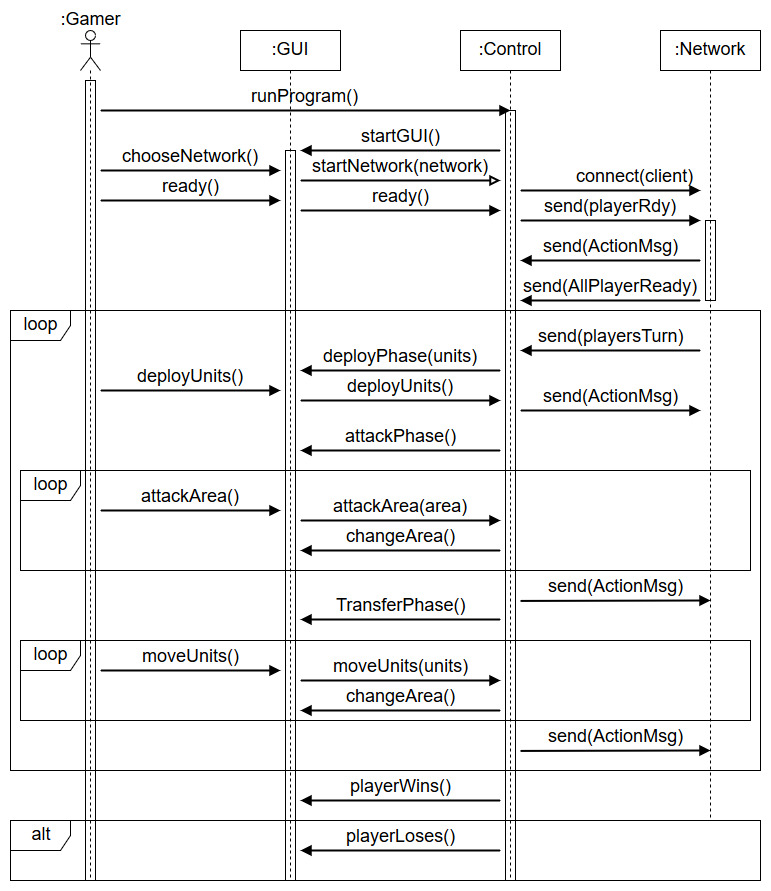 :Gamer
:GUI
:Control
:Network
runProgram()
startGUI()
chooseNetwork()
startNetwork(network)
connect(client)
ready()
ready()
send(playerRdy)
send(ActionMsg)
send(AllPlayerReady)
loop
send(playersTurn)
deployPhase(units)
deployUnits()
deployUnits()
send(ActionMsg)
attackPhase()
loop
attackArea()
attackArea(area)
changeArea()
send(ActionMsg)
TransferPhase()
loop
moveUnits()
moveUnits(units)
changeArea()
send(ActionMsg)
playerWins()
alt
playerLoses()